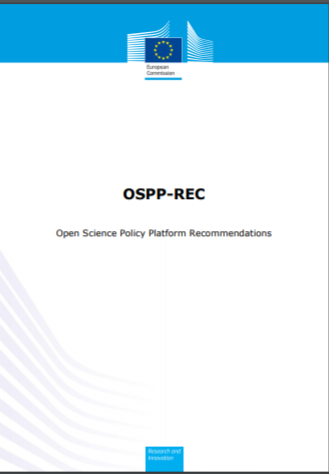 European
Commission
OSPP-REC
Open Science Policy Platform Recommendations
Research and
Innovation